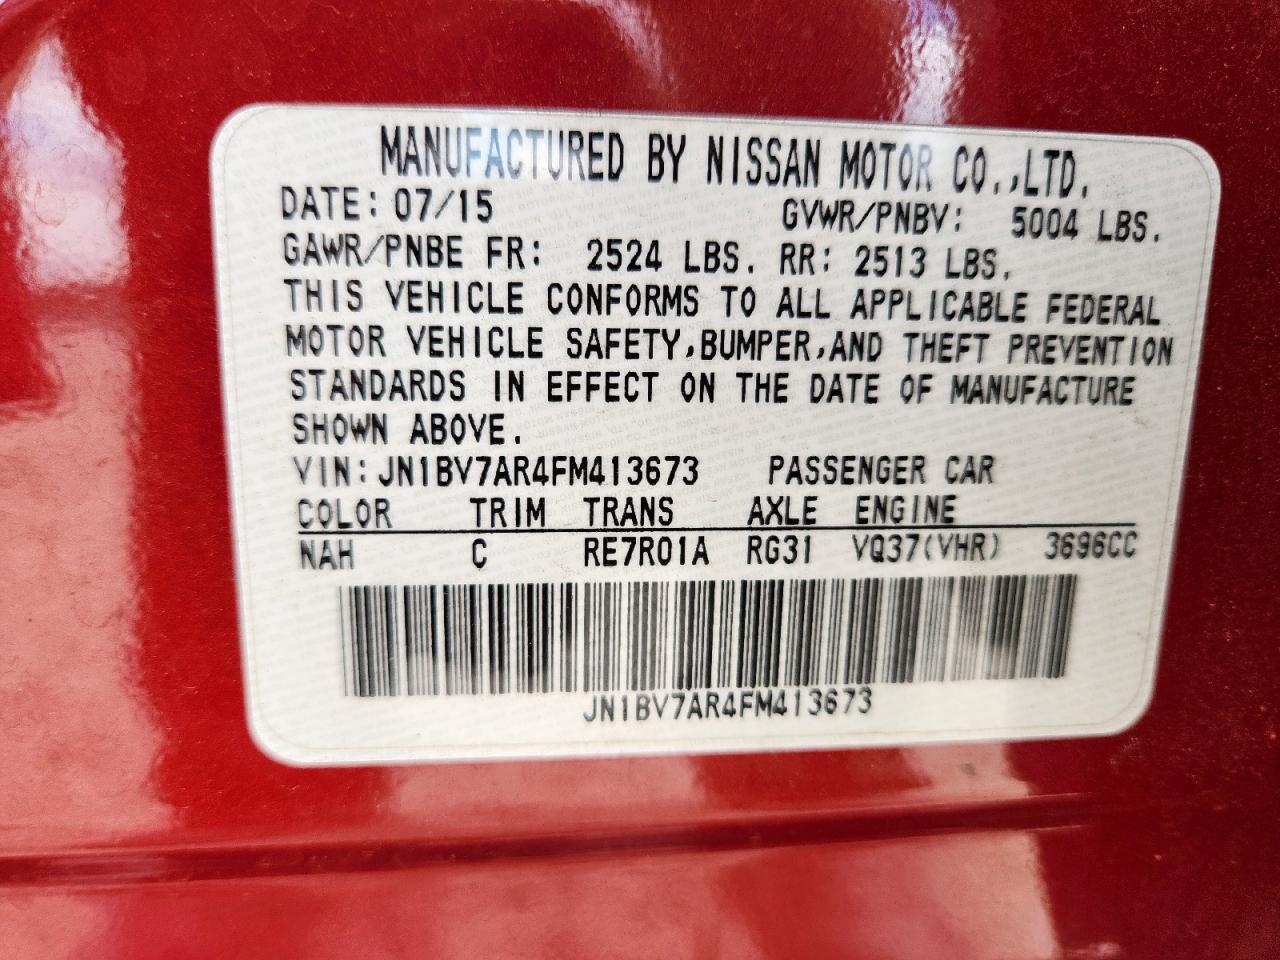 MANUFACTURED BY NISSAN MOTOR CO.,LTD.
DATE: 07/15 GVWR/PNBV: 5004 LBS.
GAWR/PNBE FR: 2524 LBS. RR: 2513 LBS.
THIS VEHICLE CONFORMS TO ALL APPLICABLE FEDERAL
MOTOR VEHICLE SAFETY,BUMPER,AND THEFT PREVENTION
STANDARDS IN EFFECT ON THE DATE OF MANUFACTURE
SHOWN ABOVE.
VIN: JN1BV7AR4FM413673 PASSENGER CAR
COLOR TRIM TRANS AXLE ENGINE
NAH C RE7R01A RG31 VQ37(VHR) 3696CC
JN1BV7AR4FM413673